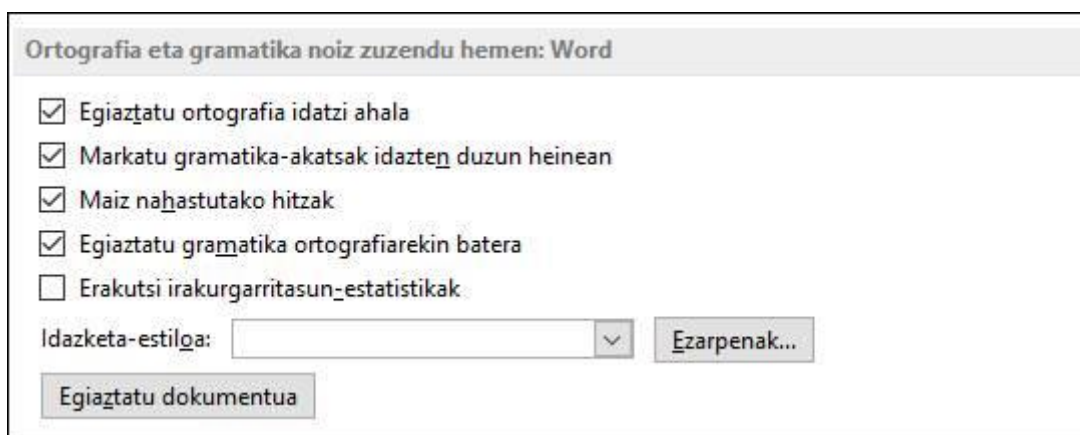 Ortografia eta gramatika noiz zuzendu hemen: Word
Egiaztatu ortografia idatzi ahala
Markatu gramatika-akatsak idazten duzun heinean
Maiz nahastutako hitzak
Egiaztatu gramatika ortografiarekin batera
Erakutsi irakurgarritasun-estatistikak
Idazketa-estiloa: Ezarpenak...
Egiaztatu dokumentua